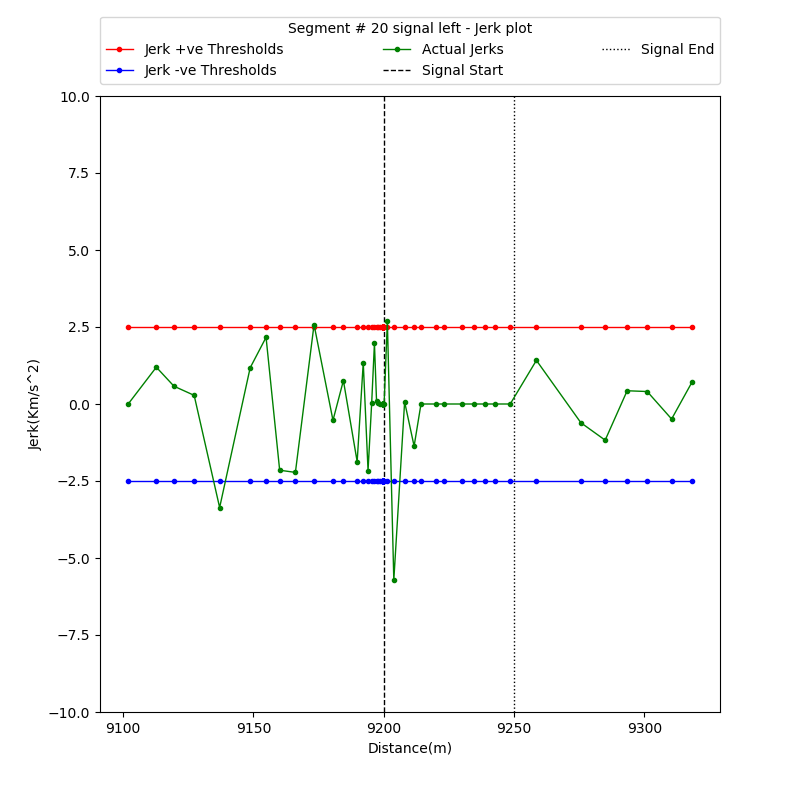 Segment # 20 signal left - Jerk plot
Jerk +ve Thresholds
Jerk -ve Thresholds
Actual Jerks
Signal Start
Signal End
10.0
7.5
5.0
2.5
0.0
−2.5
−5.0
−7.5
−10.0
Jerk(Km/s^2)
9100 9150 9200 9250 9300
Distance(m)